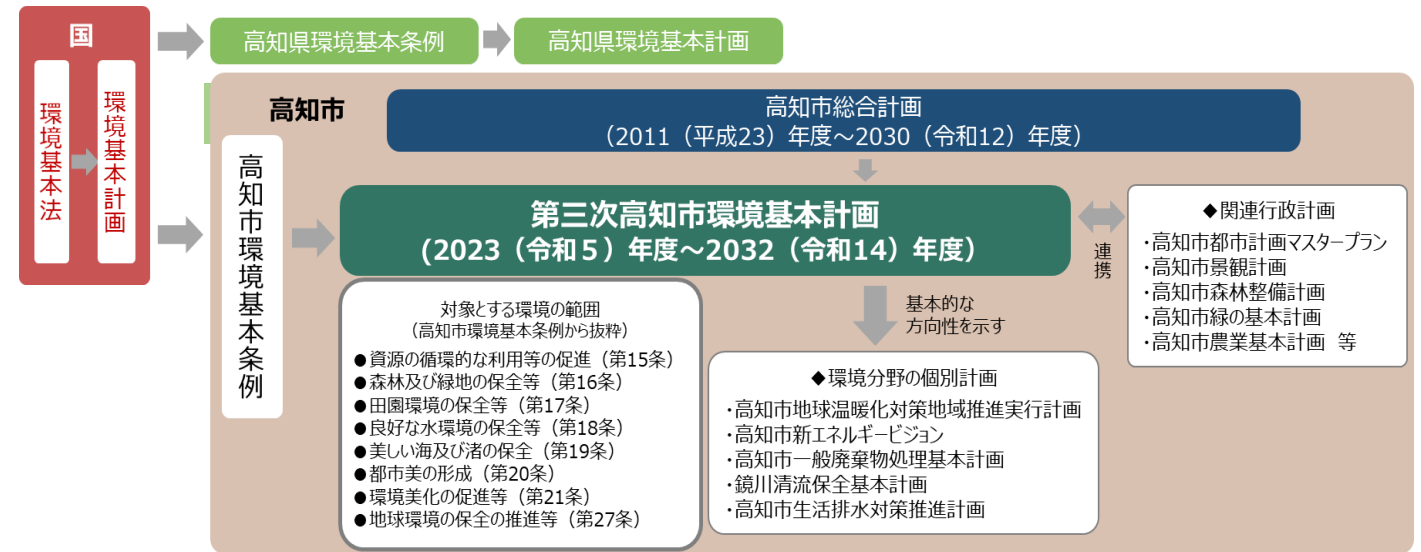 国
環境基本法
環境基本計画
高知県環境基本条例
高知県環境基本計画
高知市
高知市総合計画
（2011（平成23）年度～2030（令和12）年度）
高知市環境基本条例
第三次高知市環境基本計画
(2023（令和５）年度～2032（令和14）年度）
連携
◆関連行政計画
・高知市都市計画マスタープラン
・高知市景観計画
・高知市森林整備計画
・高知市緑の基本計画
・高知市農業基本計画 等
対象とする環境の範囲
（高知市環境基本条例から抜粋）
●資源の循環的な利用等の促進（第15条）
●森林及び緑地の保全等（第16条）
●田園環境の保全等（第17条）
●良好な水環境の保全等（第18条）
●美しい海及び渚の保全（第19条）
●都市美の形成（第20条）
●環境美化の促進等（第21条）
●地球環境の保全の推進等（第27条）
基本的な
方向性を示す
◆環境分野の個別計画
・高知市地球温暖化対策地域推進実行計画
・高知市新エネルギービジョン
・高知市一般廃棄物処理基本計画
・鏡川清流保全基本計画
・高知市生活排水対策推進計画